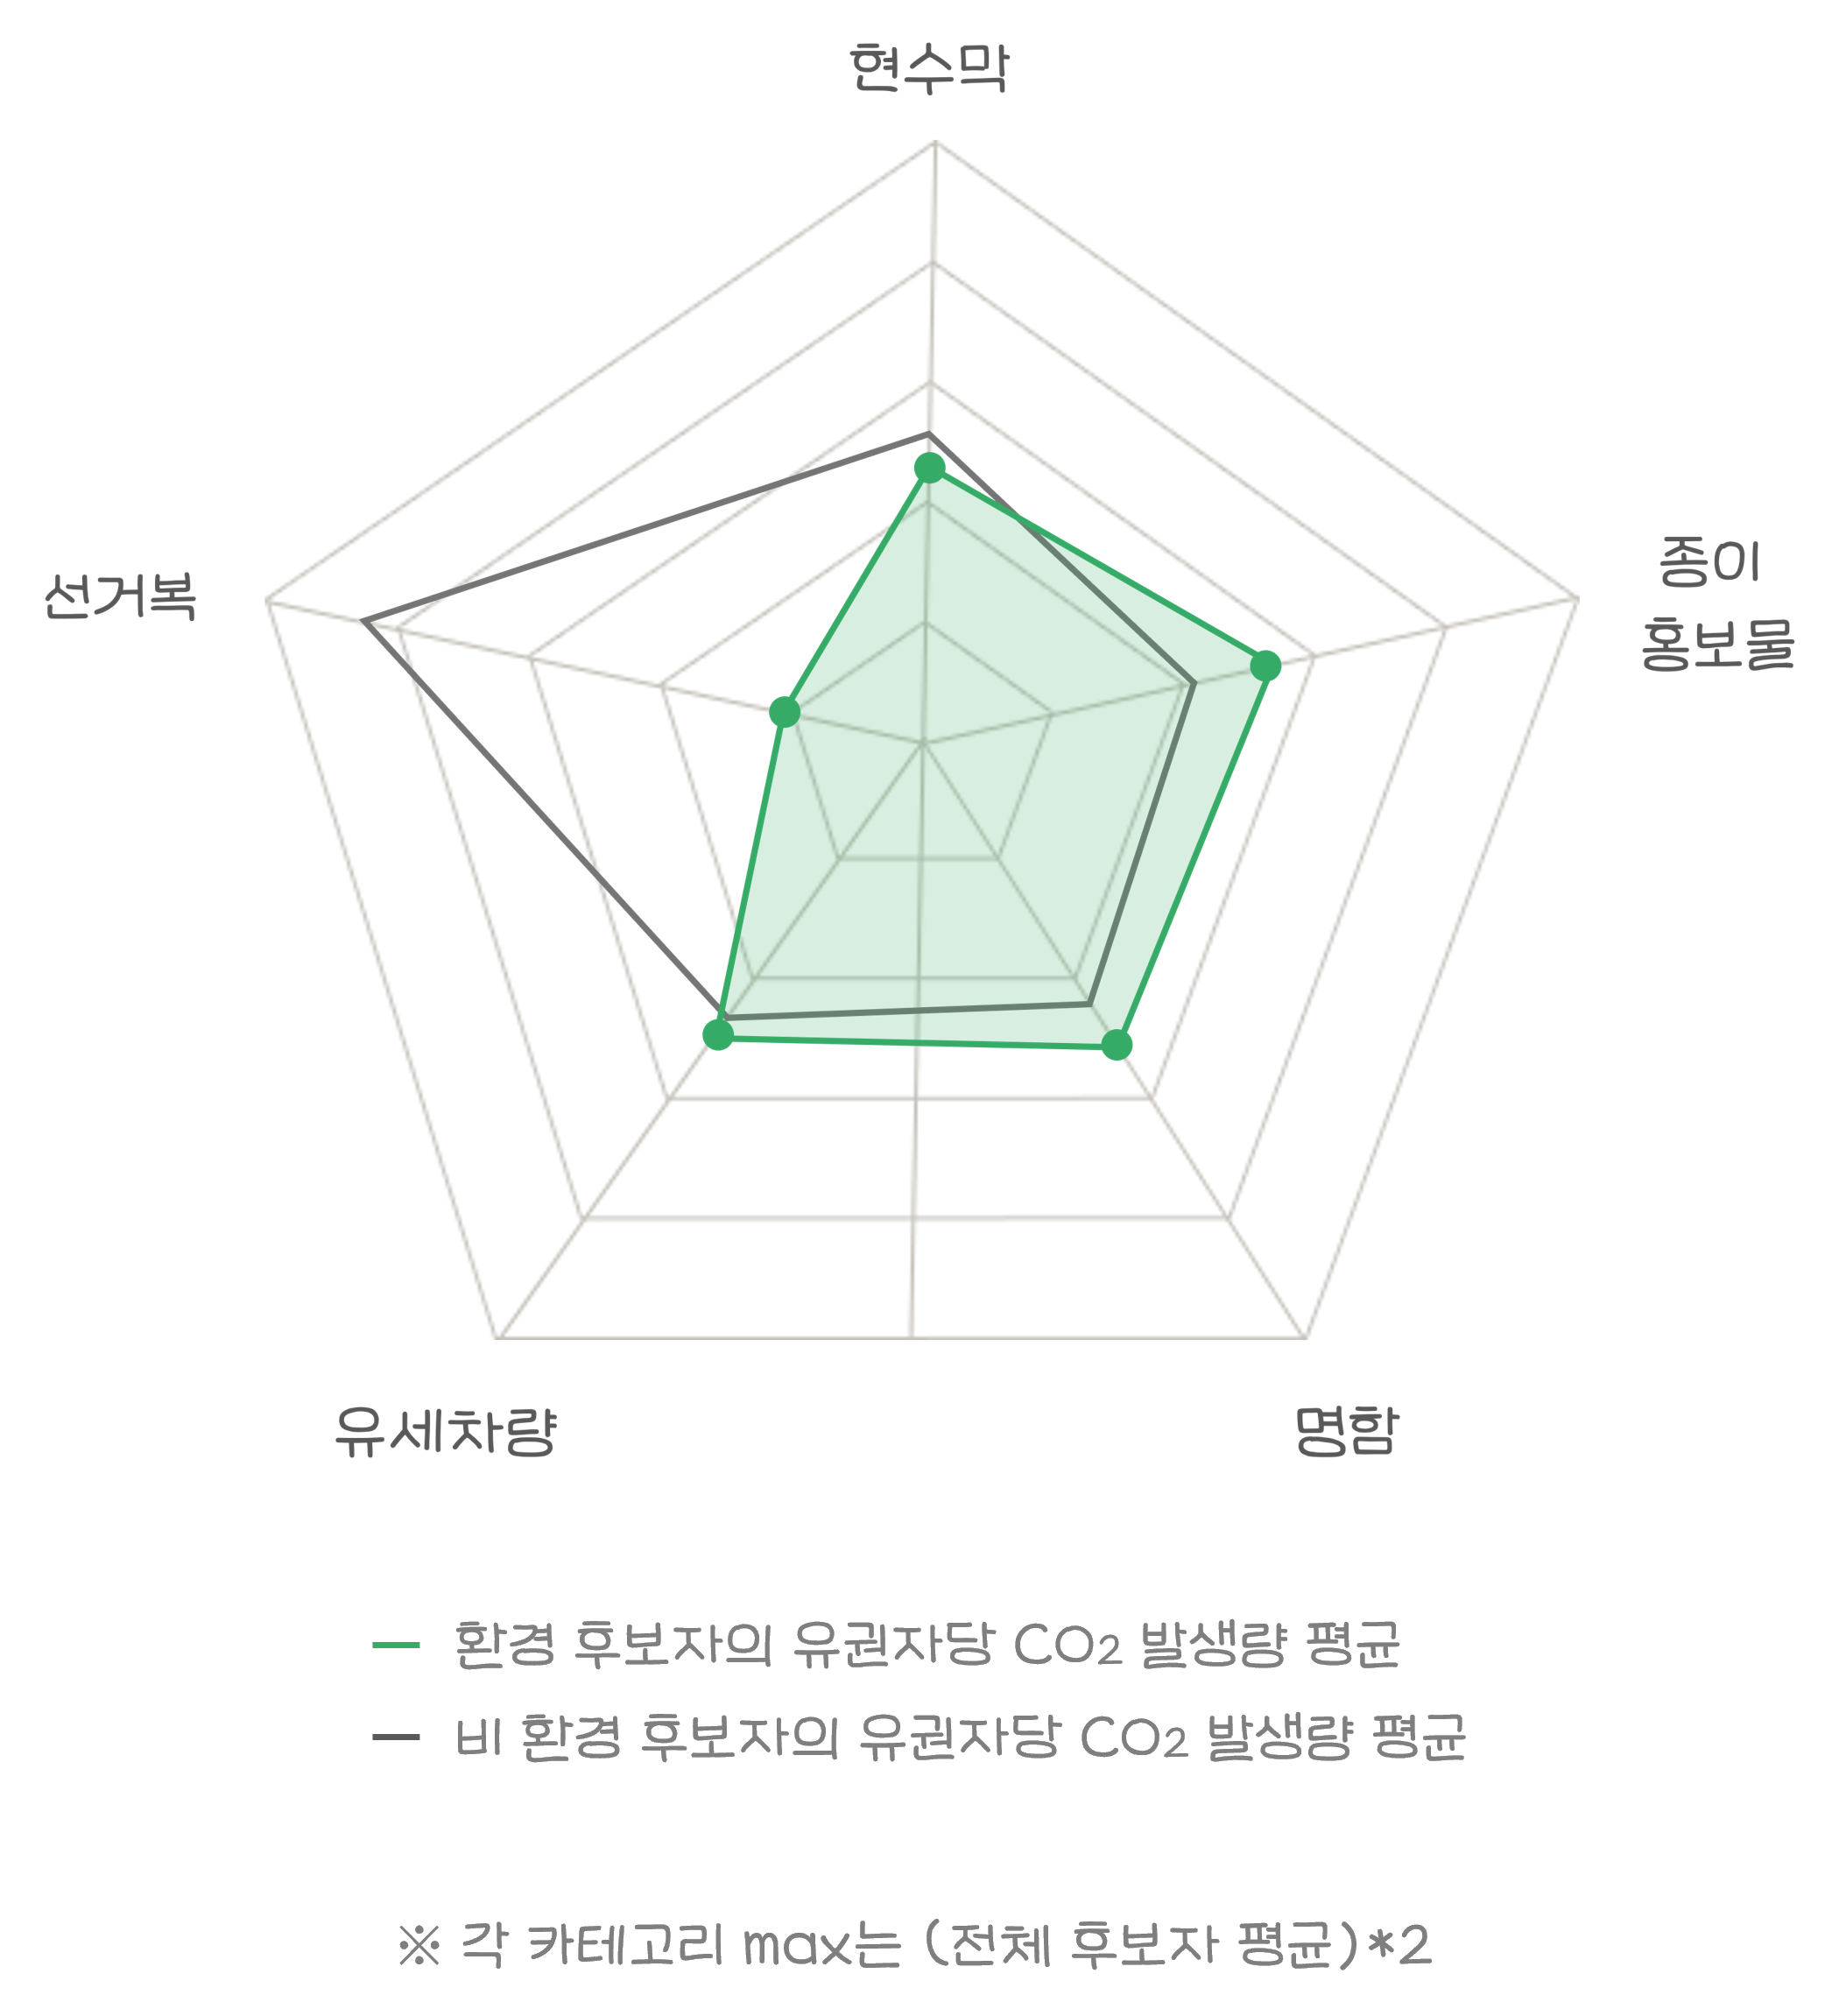 현수막
선거복
종이
홍보물
유세차량
명함
환경 후보자의 유권자당 CO2 발생량 평균
비 환경 후보자의 유권자당 CO2 발생량 평균
※ 각 카테고리 max는 (전체 후보자 평균)*2